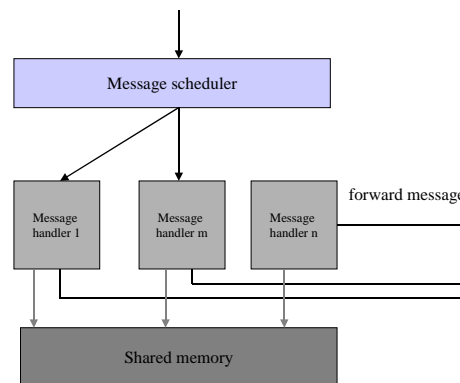 Message scheduler
forward message
Message
handler 1
Message
handler m
Message
handler n
Shared memory